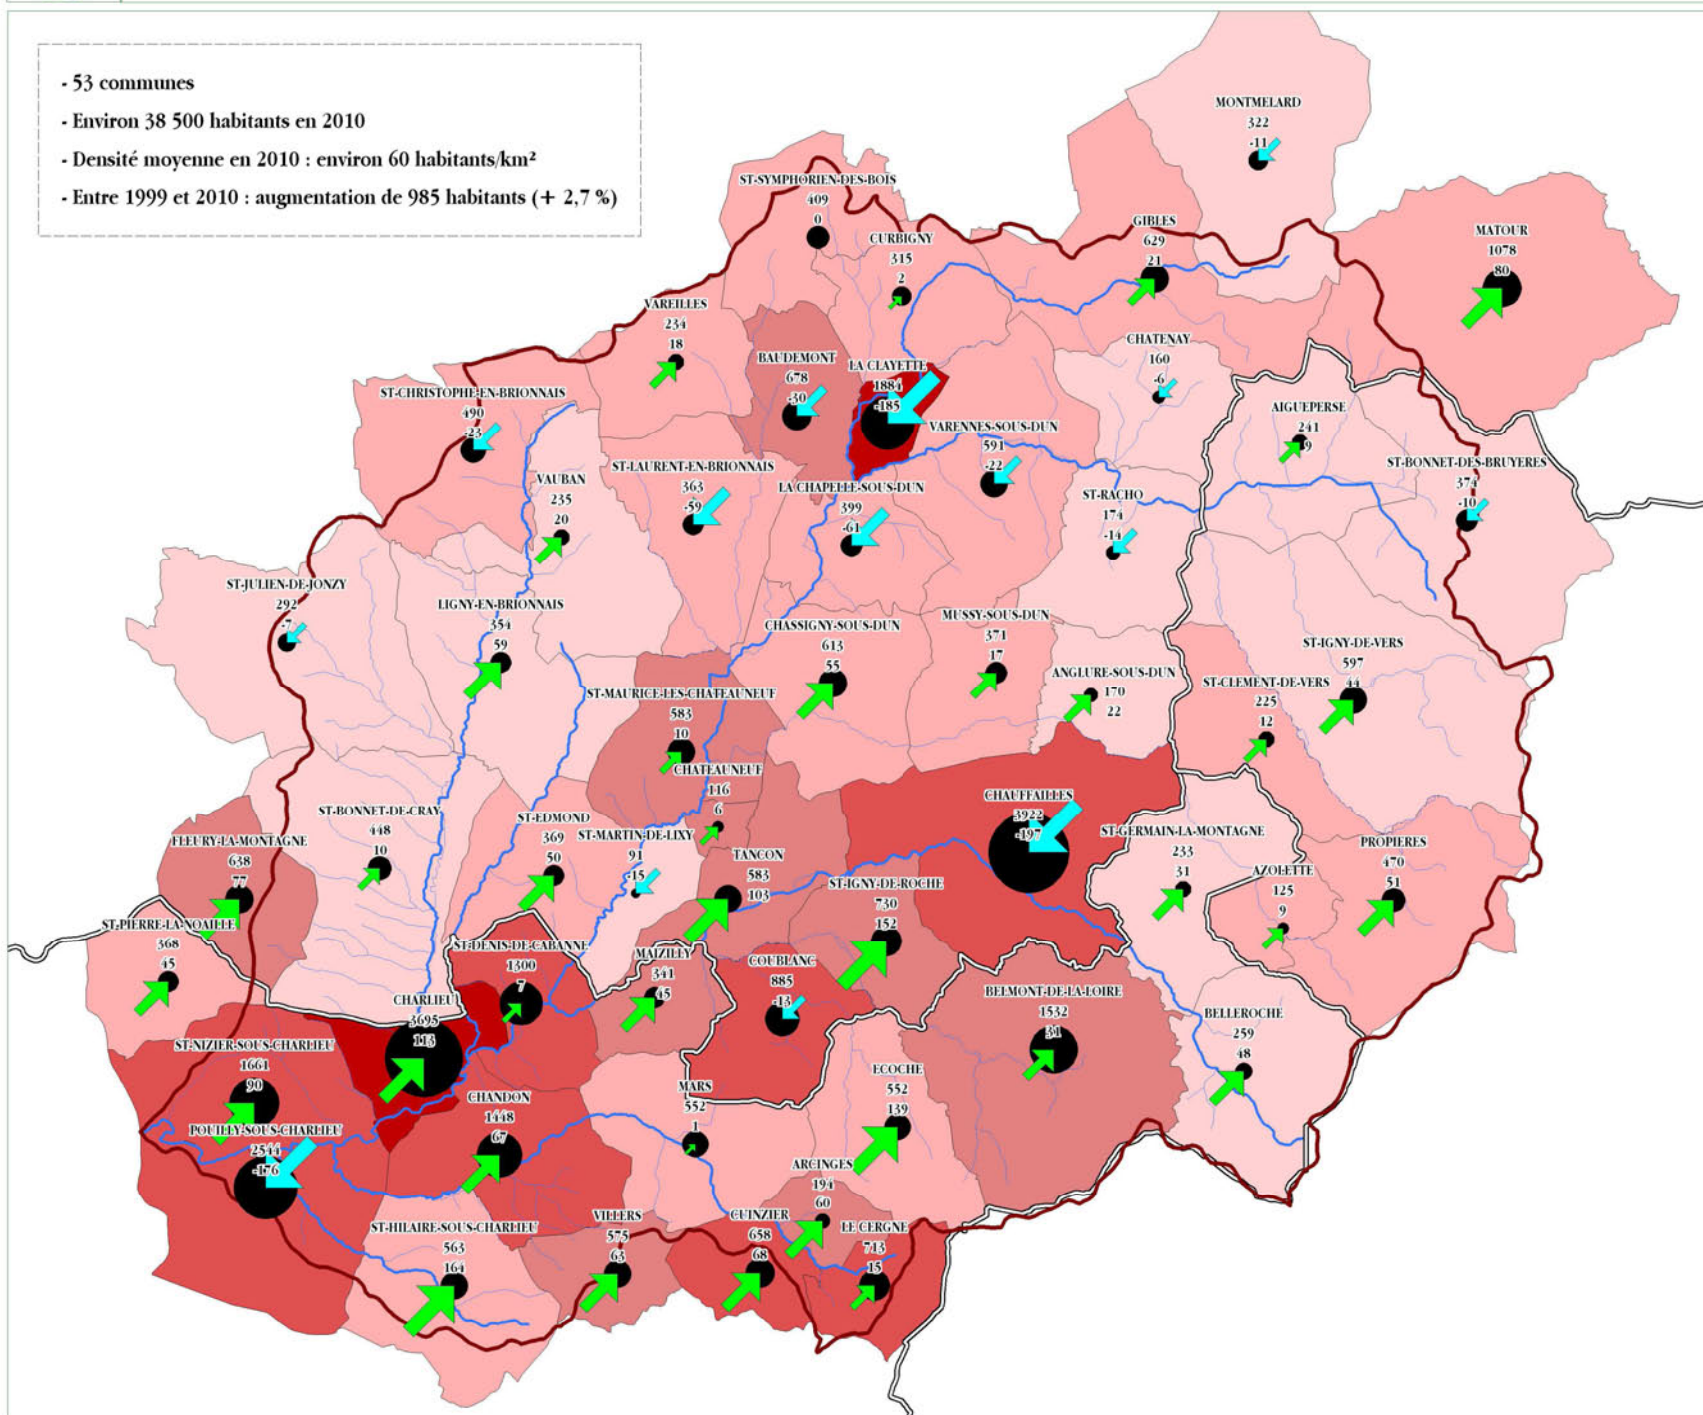 - 53 communes
- Environ 38 500 habitants en 2010
- Densité moyenne en 2010 : environ 60 habitants/km²
- Entre 1999 et 2010 : augmentation de 985 habitants (+ 2,7 %)
MONTMELARD
322
-11
ST-SYMPHORIEN-DES-BOIS
409
0
CURBIGNY
315
2
GIBLES
629
21
MATOUR
1078
80
VAREILLES
234
18
BAUDEMONT
678
-30
LA CLAYETTE
1884
-185
CHATENAY
160
-6
ST-CHRISTOPHE-EN-BRIONNAIS
490
-23
AIGUEPERSE
241
9
VARENNES-SOUS-DUN
591
-22
ST-BONNET-DES-BRUYERES
374
-10
VAUBAN
235
20
ST-LAURENT-EN-BRIONNAIS
363
-59
LA CHAPELLE-SOUS-DUN
399
-61
ST-RACHO
174
-14
ST-JULIEN-DE-JONZY
292
-7
LIGNY-EN-BRIONNAIS
354
59
CHASSIGNY-SOUS-DUN
613
55
MUSSY-SOUS-DUN
371
17
ANGLURE-SOUS-DUN
170
22
ST-IGNY-DE-VERS
597
44
ST-CLEMENT-DE-VERS
225
12
ST-MAURICE-LES-CHATEAUNEUF
583
10
CHATEAUNEUF
116
6
CHAUFFAILLES
3922
-197
ST-BONNET-DE-CRAY
448
10
ST-EDMOND
369
50
ST-MARTIN-DE-LIXY
91
-15
ST-GERMAIN-LA-MONTAGNE
233
31
PROPIERES
470
51
FLEURY-LA-MONTAGNE
638
77
TANCON
583
103
AZOLETTE
125
9
ST-IGNY-DE-ROCHE
730
152
ST-PIERRE-LA-NOAILLE
368
45
ST-DENIS-DE-CABANNE
1300
7
MAIZILLY
341
45
COUBLANC
885
-13
BELMONT-DE-LA-LOIRE
1532
31
CHARLIEU
3695
113
BELLEROCHE
259
48
ST-NIZIER-SOUS-CHARLIEU
1661
90
ECOCHE
552
139
MARS
552
1
CHANDON
1448
67
POUILLY-SOUS-CHARLIEU
2544
-176
ARCINGES
194
60
ST-HILAIRE-SOUS-CHARLIEU
563
164
VILLERS
575
63
CUINZIER
658
68
LE CERGNE
713
15